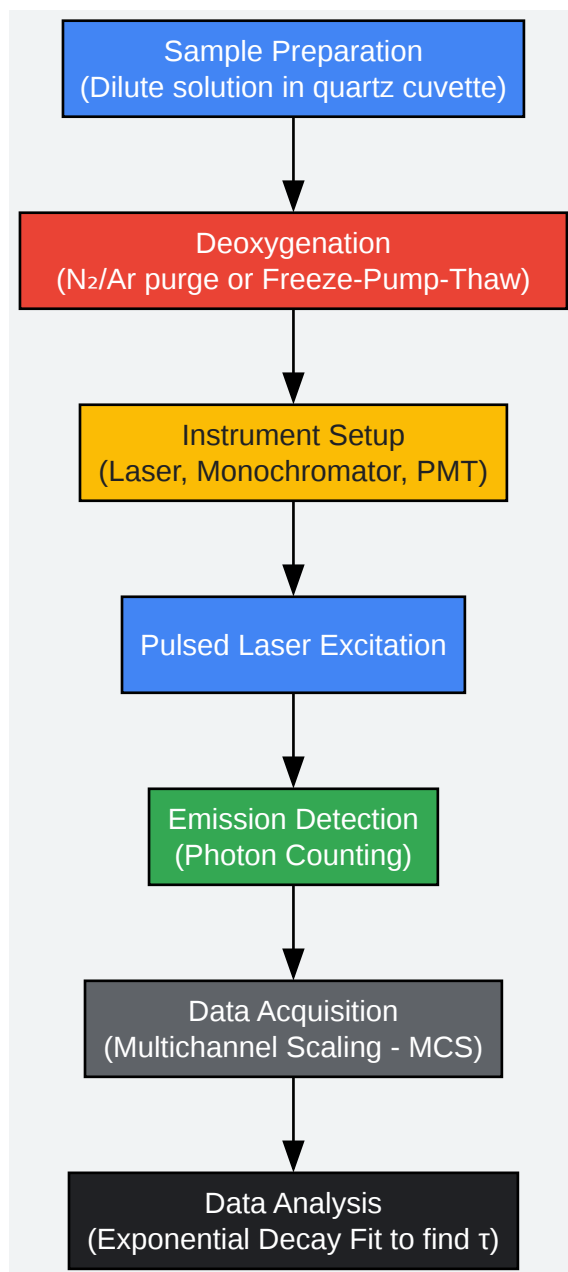 Sample Preparation
(Dilute solution in quartz cuvette)
Deoxygenation
(N₂/Ar purge or Freeze-Pump-Thaw)
Instrument Setup
(Laser, Monochromator, PMT)
Pulsed Laser Excitation
Emission Detection
(Photon Counting)
Data Acquisition
(Multichannel Scaling - MCS)
Data Analysis
(Exponential Decay Fit to find τ)